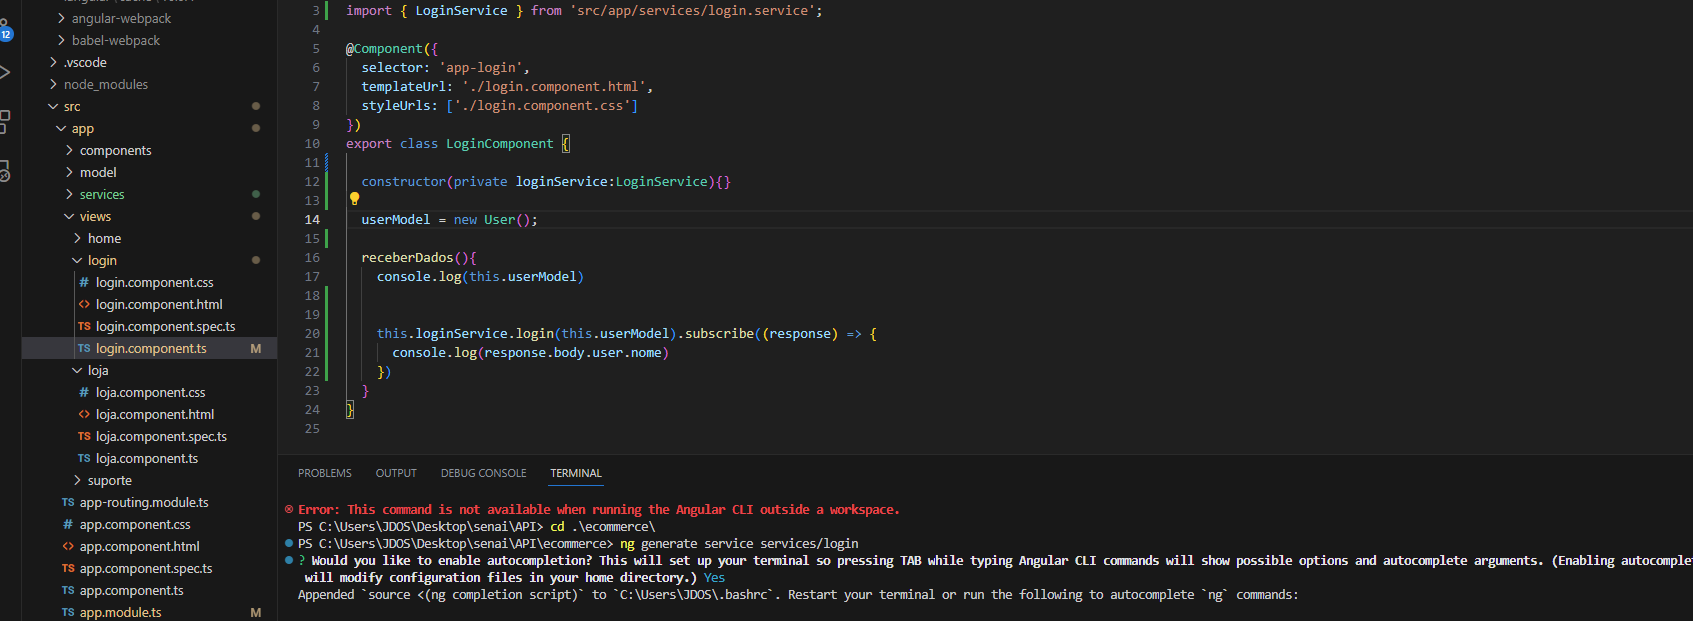 angular-webpack
babel-webpack
.vscode
node_modules
src
app
components
model
services
views
home
login
# login.component.css
<> login.component.html
TS login.component.spec.ts
TS login.component.ts M
loja
# loja.component.css
<> loja.component.html
TS loja.component.spec.ts
TS loja.component.ts
suporte
TS app-routing.module.ts
# app.component.css
<> app.component.html
TS app.component.spec.ts
TS app.component.ts
TS app.module.ts M
12
3 import { LoginService } from 'src/app/services/login.service';
4
5 @Component({
6 selector: 'app-login',
7 templateUrl: './login.component.html',
8 styleUrls: ['./login.component.css']
9 })
10 export class LoginComponent {
11
12 constructor(private loginService:LoginService){}
13
14 userModel = new User();
15
16 receberDados(){
17 console.log(this.userModel)
18
19
20 this.loginService.login(this.userModel).subscribe((response) => {
21 console.log(response.body.user.nome)
22 })
23 }
24 }
25
PROBLEMS OUTPUT DEBUG CONSOLE TERMINAL
Error: This command is not available when running the Angular CLI outside a workspace.
PS C:\Users\JDOS\Desktop\senai\API> cd .\ecommerce\
PS C:\Users\JDOS\Desktop\senai\API\ecommerce> ng generate service services/login
? Would you like to enable autocompletion? This will set up your terminal so pressing TAB while typing Angular CLI commands will show possible options and autocomplete arguments. (Enabling autocomplet
will modify configuration files in your home directory.) Yes
Appended `source <(ng completion script)` to `C:\Users\JDOS\.bashrc`. Restart your terminal or run the following to autocomplete `ng` commands: